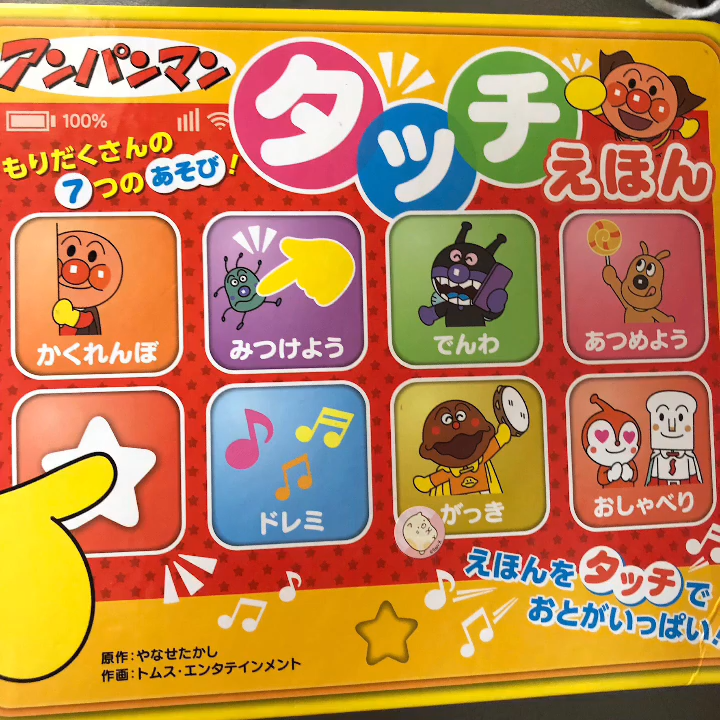 アンパンマン
タッチ
えほん
100%
もりだくさんの
7つのあそび!
かくれんぼ
みつけよう
でんわ
あつめよう
ドレミ
がっき
おしゃべり
えほんをタッチで
おとがいっぱい!
原作:やなせたかし
作画:トムス・エンタテインメント